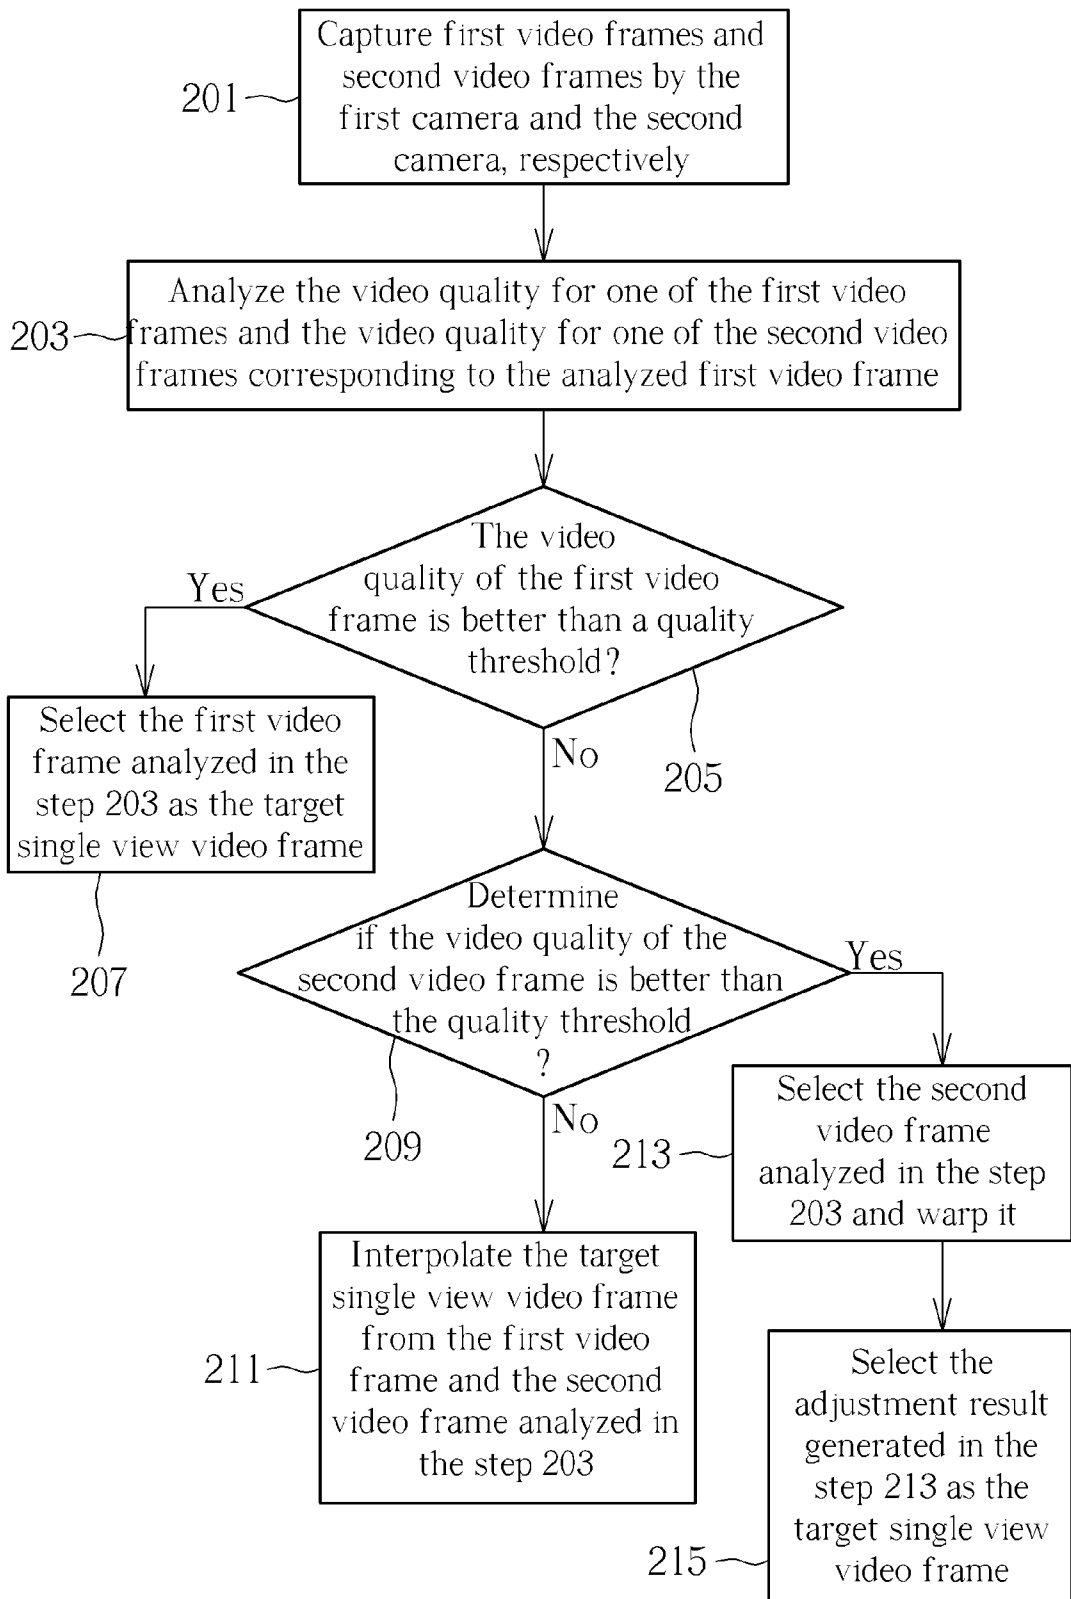 Capture first video frames and
second video frames by the
first camera and the second
camera, respectively
201
Analyze the video quality for one of the first video
frames and the video quality for one of the second video
frames corresponding to the analyzed first video frame
203
The video
quality of the first video
frame is better than a quality
threshold?
Yes
205
No
Select the first video
frame analyzed in the
step 203 as the target
single view video frame
207
Determine
if the video quality of the
second video frame is better than
the quality threshold
?
Yes
209
No
213
Select the second
video frame
analyzed in the step
203 and warp it
Interpolate the target
single view video frame
from the first video
frame and the second
video frame analyzed in
the step 203
211
Select the
adjustment result
generated in the
step 213 as the
target single view
video frame
215